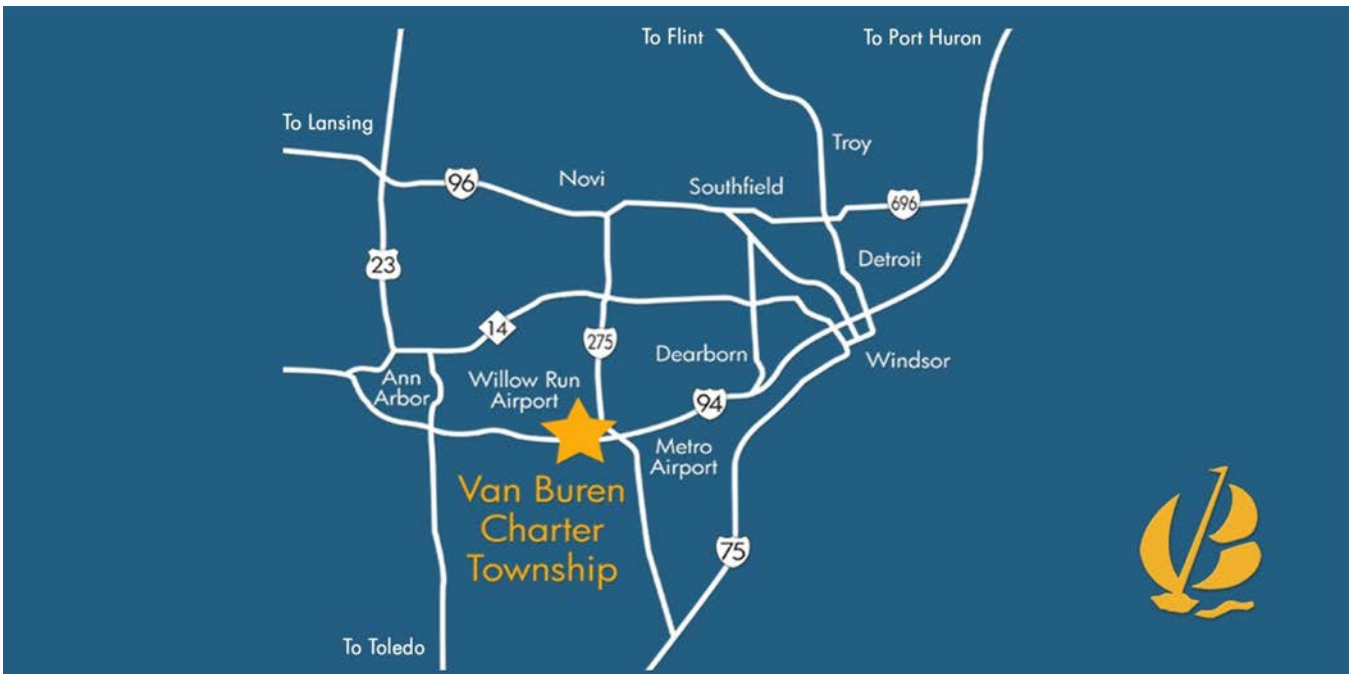 To Flint
To Port Huron
To Lansing
Troy
96
Novi
Southfield
696
23
Detroit
14
275
Dearborn
Windsor
Ann
Arbor
Willow Run
Airport
94
Metro
Airport
Van Buren
Charter
Township
75
To Toledo